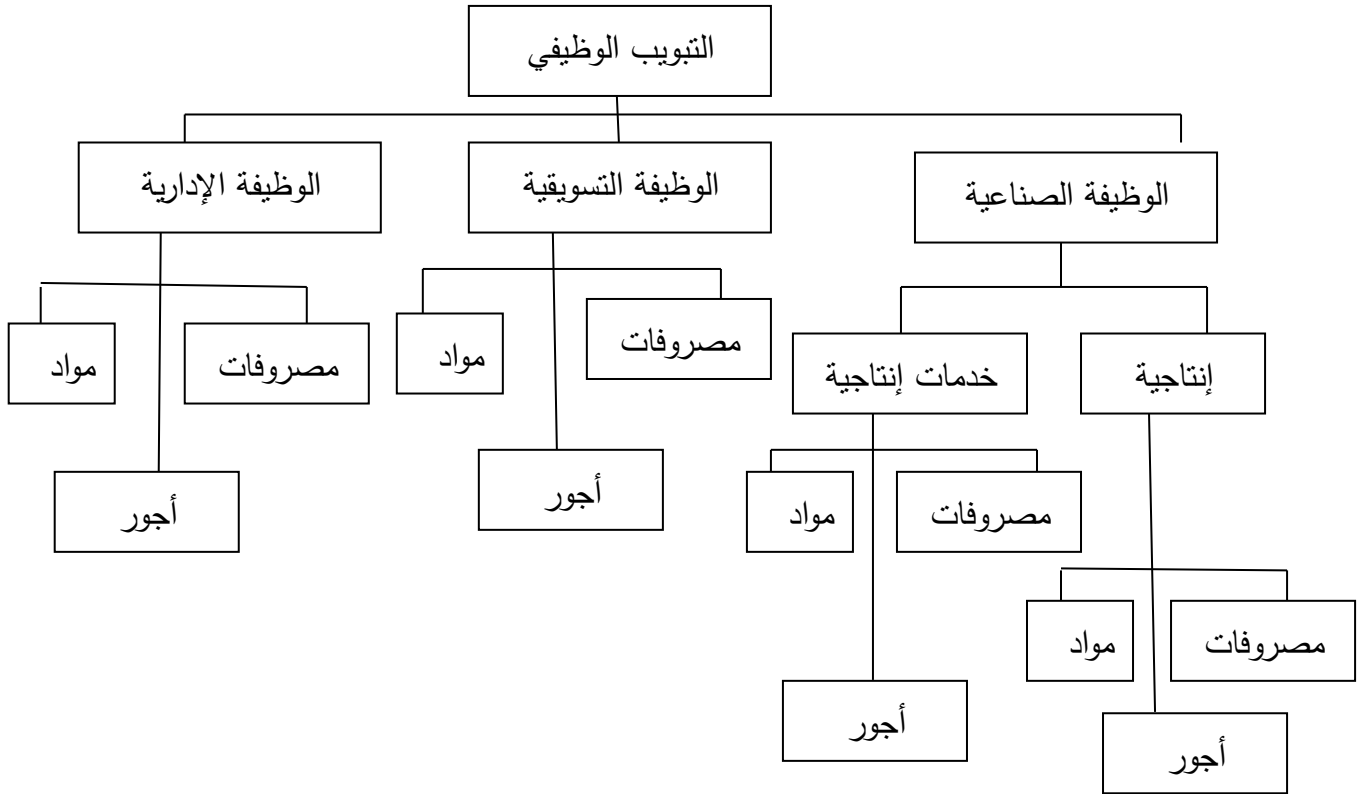 التبويب الوظيفي
الوظيفة الصناعية
الوظيفة التسويقية
الوظيفة الإدارية
إنتاجية
خدمات إنتاجية
مصروفات
مواد
مصروفات
مواد
أجور
أجور
مصروفات
مواد
أجور
مصروفات
مواد
أجور